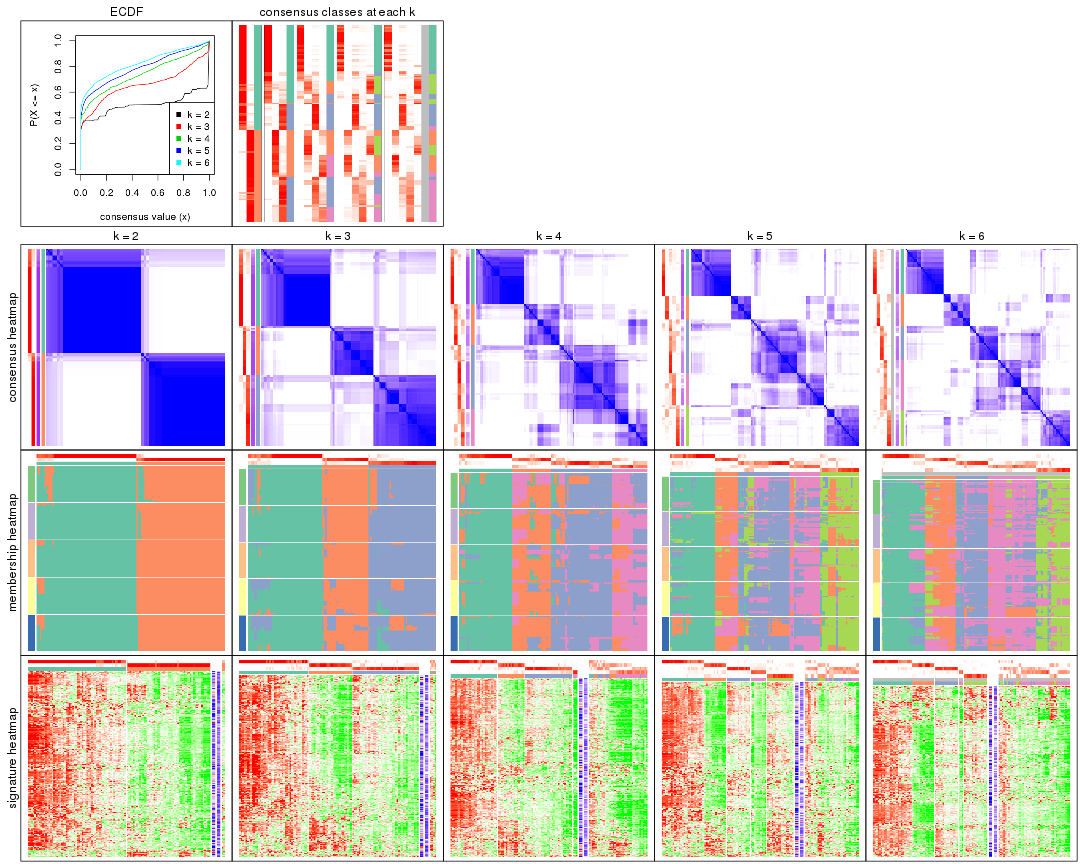 ECDF
consensus classes at each k
P(X <= x)
0.0 0.2 0.4 0.6 0.8 1.0
k = 2
k = 3
k = 4
k = 5
k = 6
0.0 0.2 0.4 0.6 0.8 1.0
consensus value (x)
k = 2
k = 3
k = 4
k = 5
k = 6
consensus heatmap
membership heatmap
signature heatmap